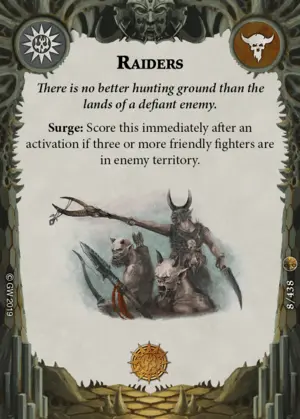 RAIDERS
There is no better hunting ground than the
lands of a defiant enemy.
Surge: Score this immediately after an
activation if three or more friendly fighters are
in enemy territory.
© GW 2019
8/438